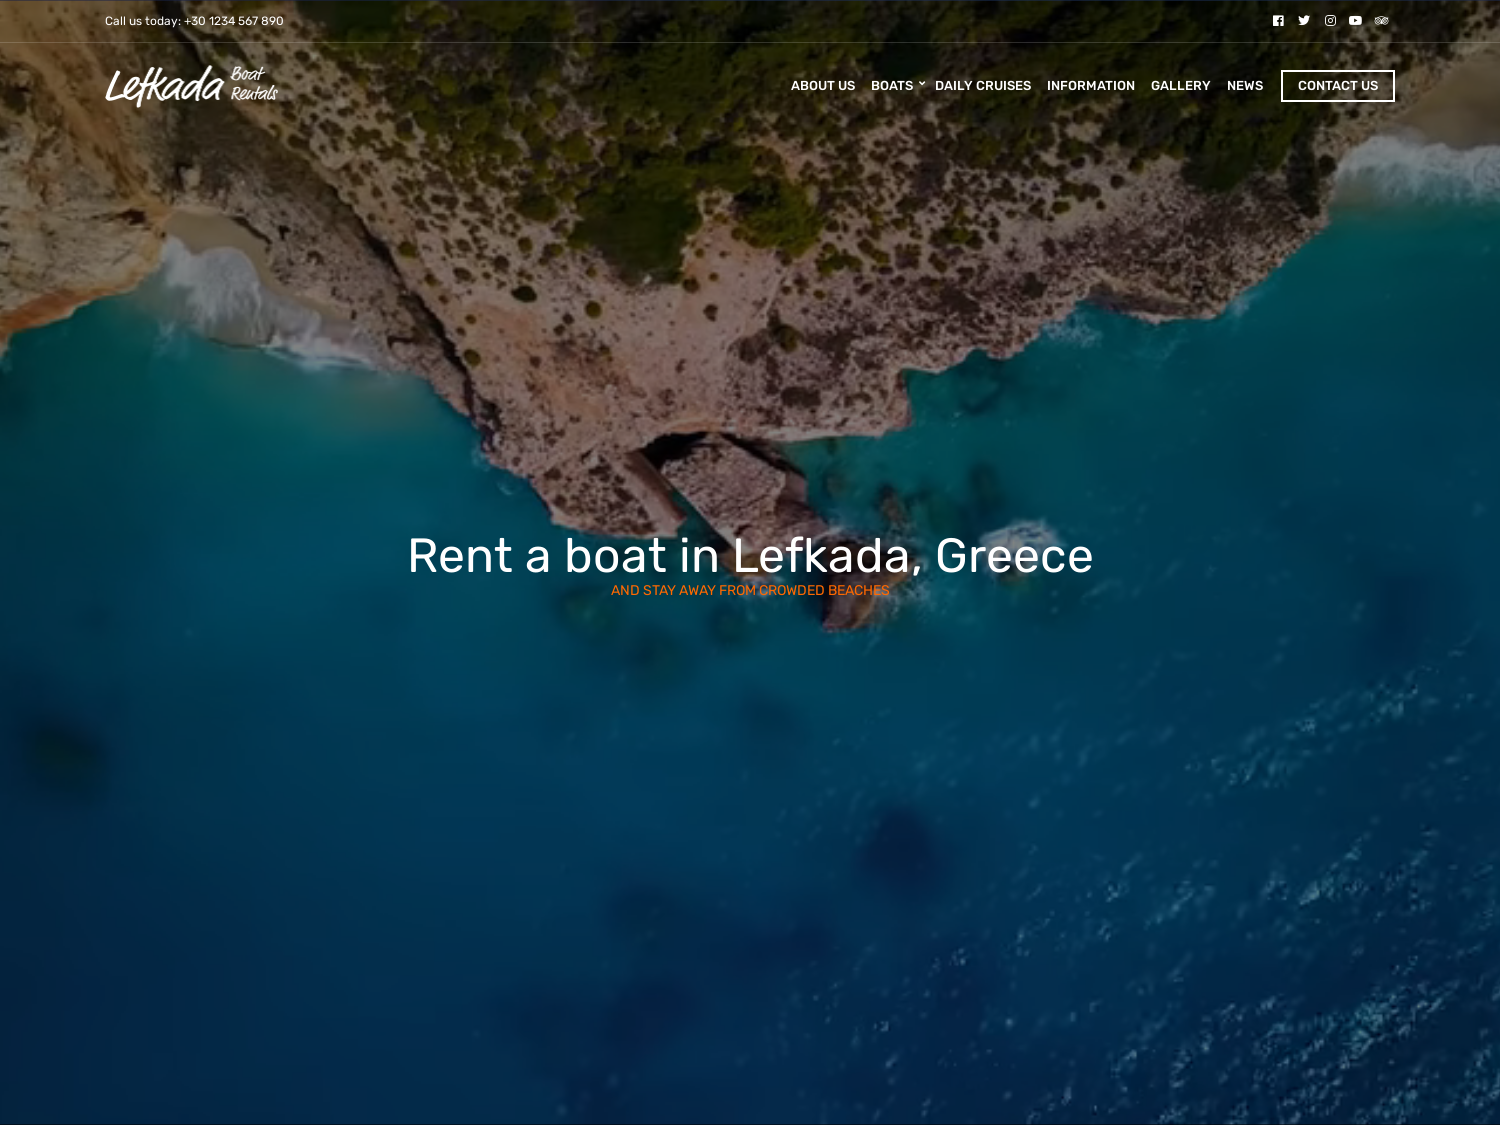 Call us today: +30 1234 567 890
Lefkada Boat Rentals
ABOUT US BOATS DAILY CRUISES INFORMATION GALLERY NEWS CONTACT US
Rent a boat in Lefkada, Greece
AND STAY AWAY FROM CROWDED BEACHES